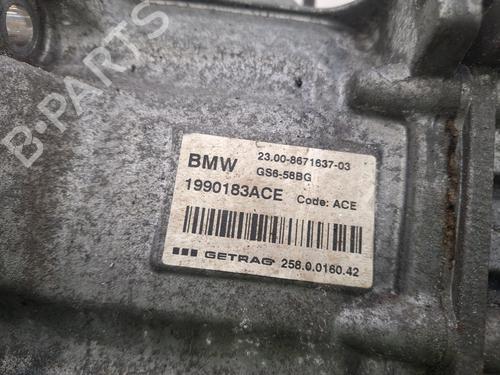 B-PARTS
BMW 23.00-8671637-03
GS6-58BG
1990183ACE Code: ACE
GETRAG 258.0.0160.42